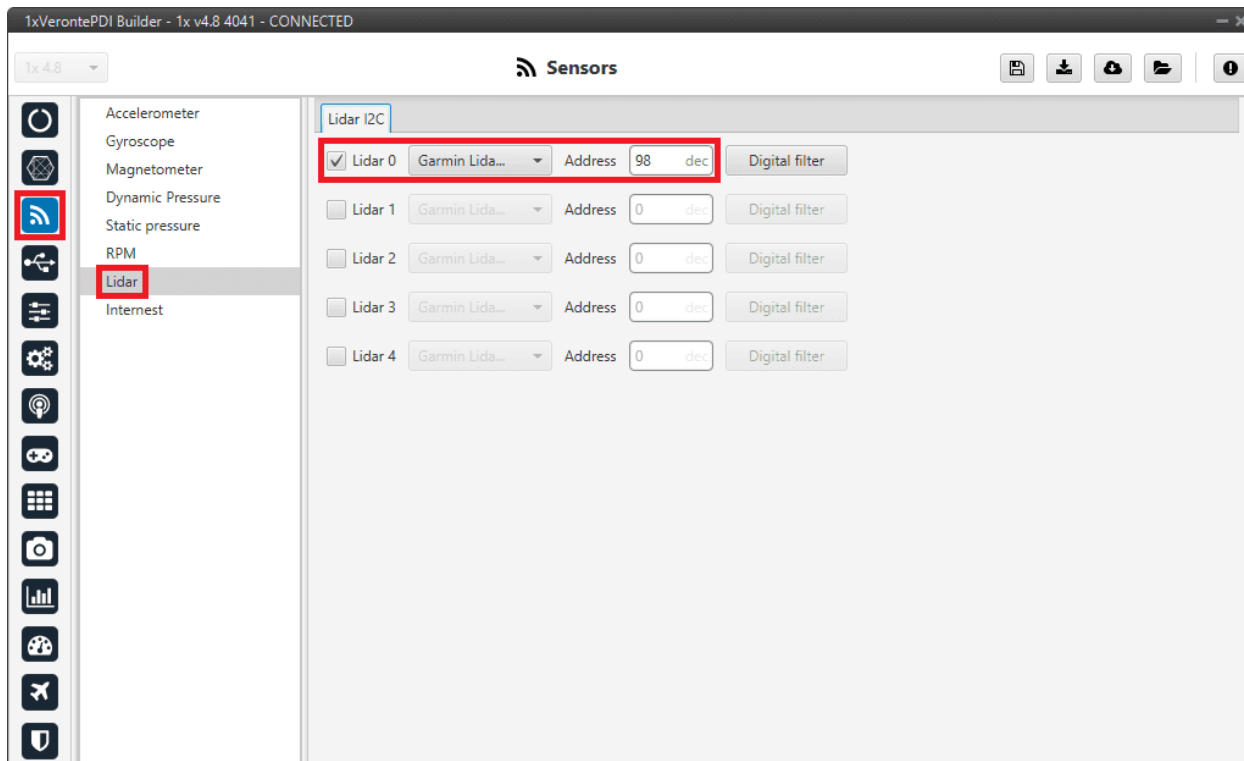 1xVerontePDI Builder - 1x v4.8 4041 - CONNECTED
1x 4.8
Sensors
Accelerometer
Gyroscope
Magnetometer
Dynamic Pressure
Static pressure
RPM
Lidar
Internest
Lidar I2C
Lidar 0 Garmin Lida... Address 98 dec Digital filter
Lidar 1 Garmin Lida... Address 0 dec Digital filter
Lidar 2 Garmin Lida... Address 0 dec Digital filter
Lidar 3 Garmin Lida... Address 0 dec Digital filter
Lidar 4 Garmin Lida... Address 0 dec Digital filter